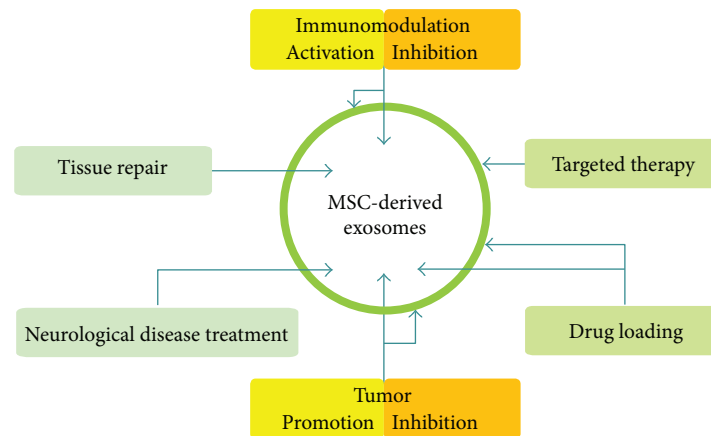 Immunomodulation
Activation Inhibition
Tissue repair
Targeted therapy
MSC-derived
exosomes
Neurological disease treatment
Drug loading
Tumor
Promotion Inhibition